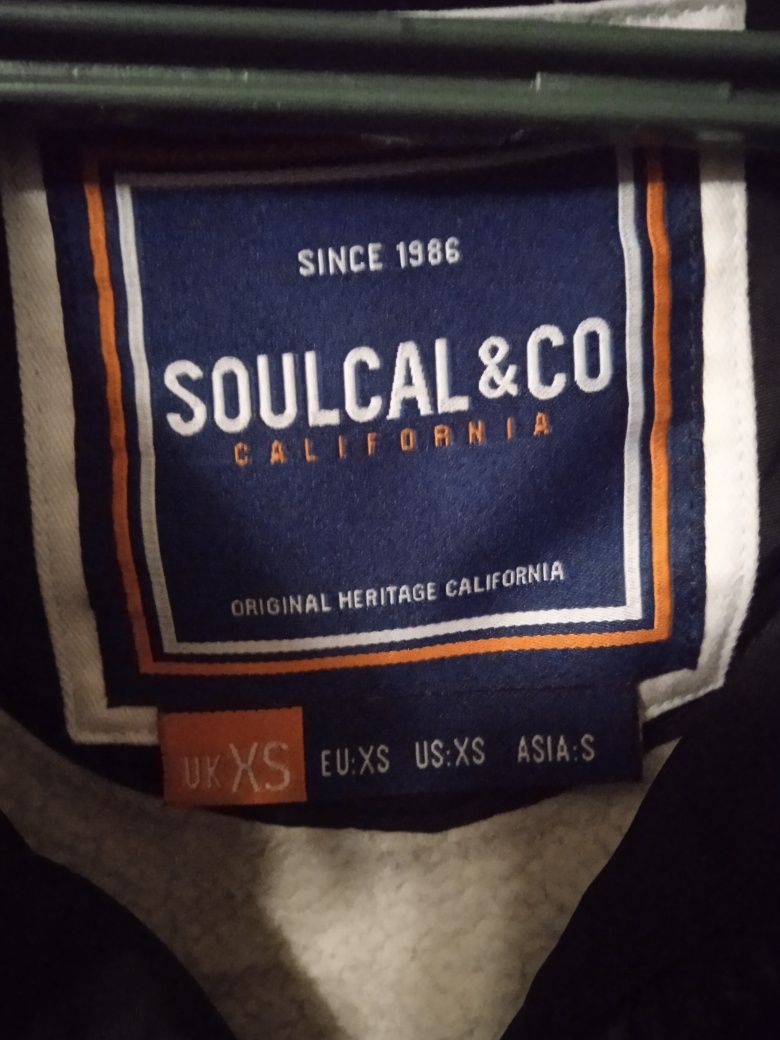 SINCE 1986
SOULCAL&CO
CALIFORNIA
ORIGINAL HERITAGE CALIFORNIA
UK XS EU:XS US:XS ASIA:S